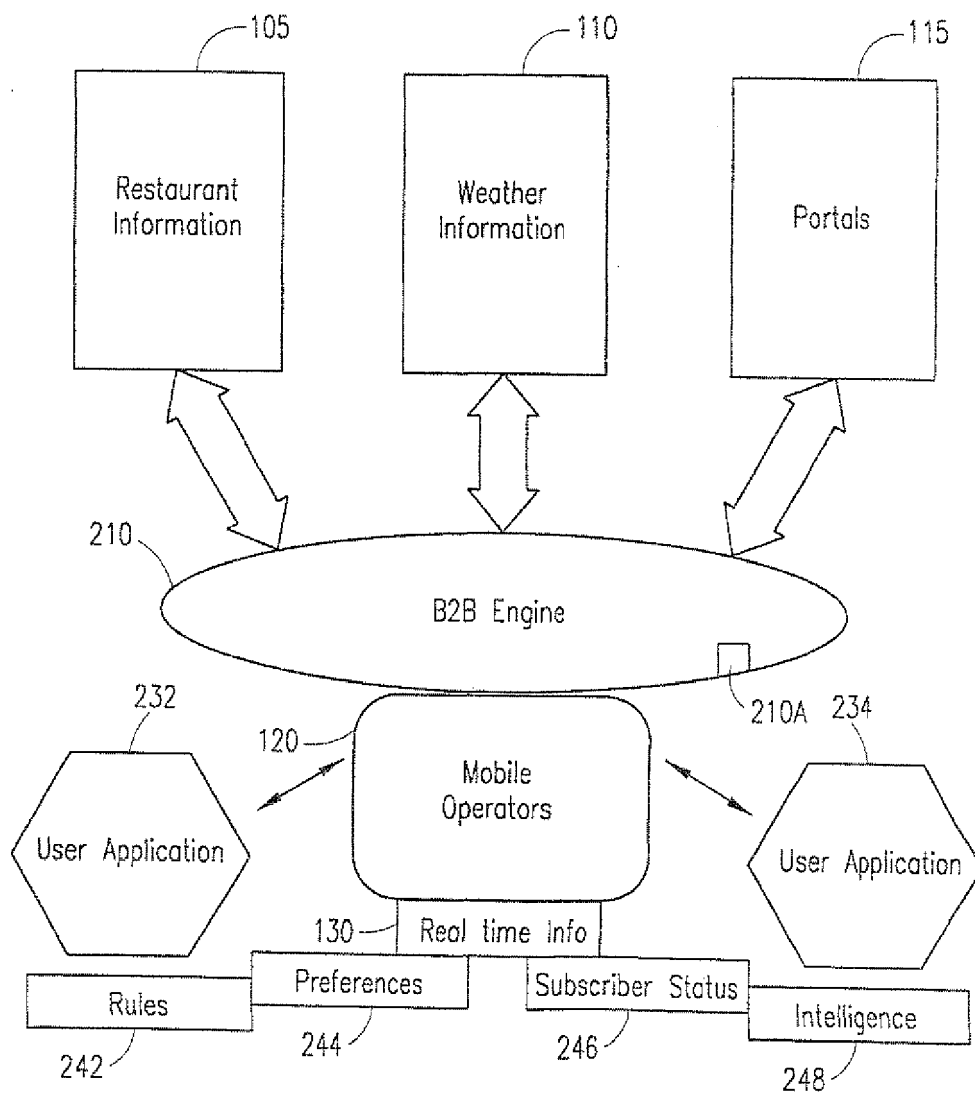 105
110
115
Restaurant
Information
Weather
Information
Portals
210
B2B Engine
210A
232
120
234
Mobile
Operators
User Application
User Application
130
Real time Info
Preferences
Subscriber Status
Rules
Intelligence
242
244
246
248